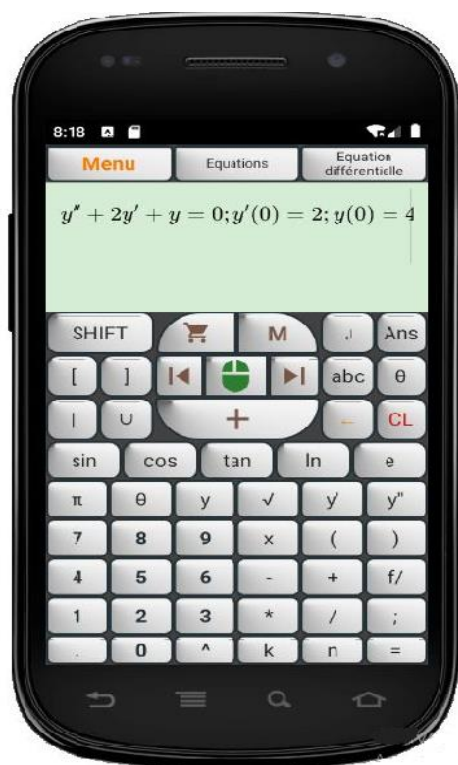 8:18
Menu Equations Equation différentielle
y″ + 2y′ + y = 0; y′(0) = 2; y(0) = 4
SHIFT M Ans
[ ] abc θ
| ∪ + ← CL
sin cos tan ln e
π θ y √ y' y"
7 8 9 x ( )
4 5 6 - + f/
1 2 3 * / ;
. 0 ^ k n =